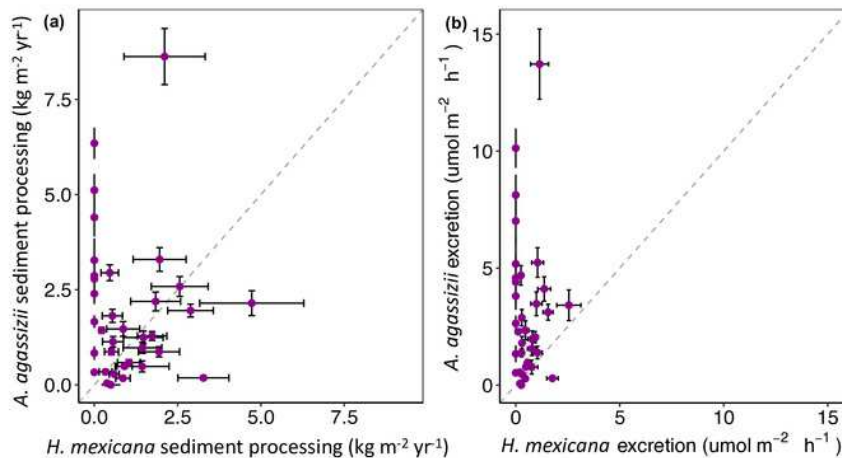 (a)
A. agassizii sediment processing (kg m-2 yr-1)
7.5
5.0
2.5
0.0
0.0 2.5 5.0 7.5
H. mexicana sediment processing (kg m-2 yr-1)
(b)
A. agassizii excretion (umol m−2 h−1)
15
10
5
0
0 5 10 15
H. mexicana excretion (umol m−2 h−1)